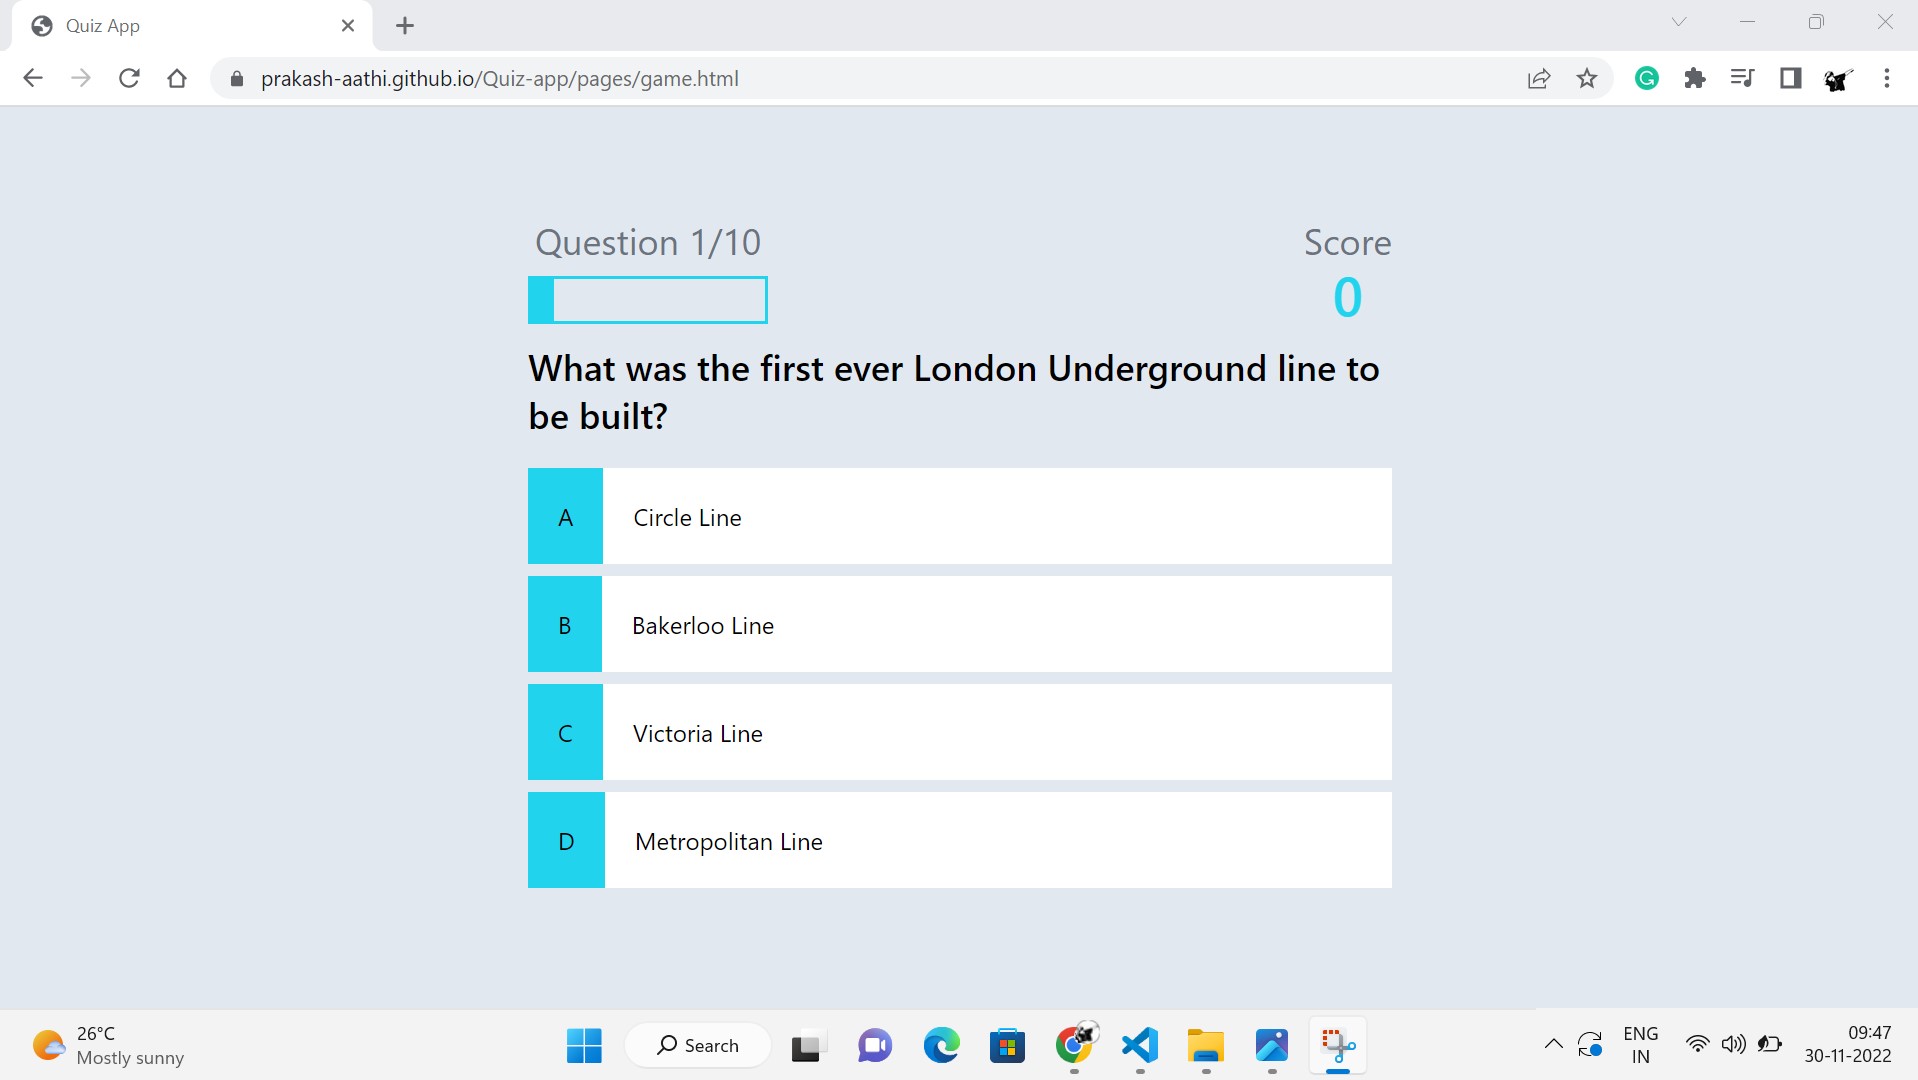 Quiz App
prakash-aathi.github.io/Quiz-app/pages/game.html
Question 1/10
Score
0
What was the first ever London Underground line to
be built?
A
Circle Line
B
Bakerloo Line
C
Victoria Line
D
Metropolitan Line
26°C
Mostly sunny
Search
ENG
IN
09:47
30-11-2022